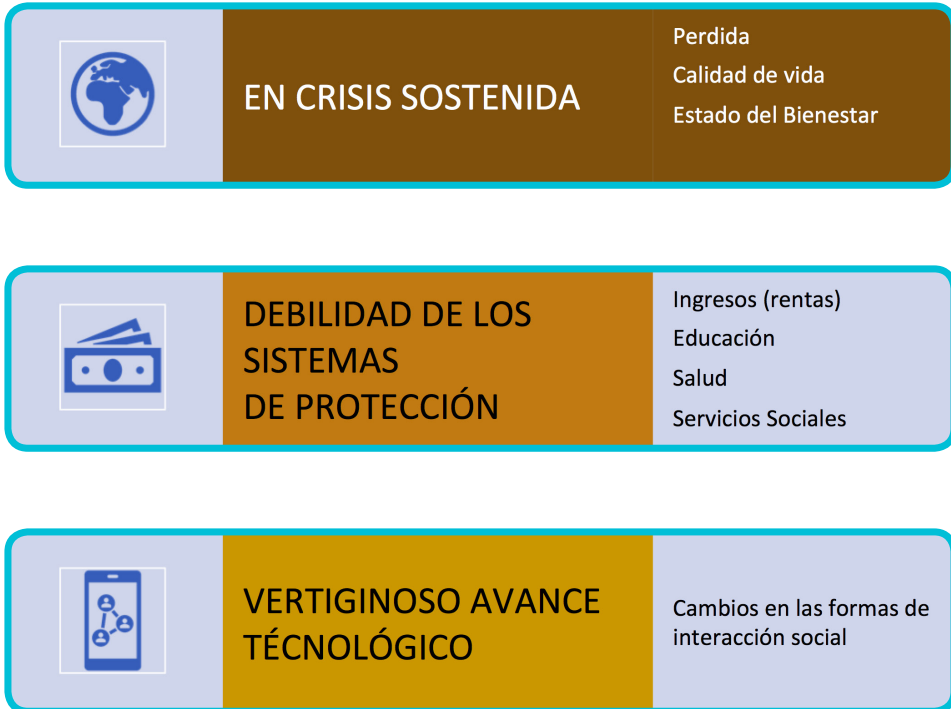 EN CRISIS SOSTENIDA
Perdida
Calidad de vida
Estado del Bienestar
DEBILIDAD DE LOS
SISTEMAS
DE PROTECCIÓN
Ingresos (rentas)
Educación
Salud
Servicios Sociales
VERTIGINOSO AVANCE
TÉCNOLÓGICO
Cambios en las formas de
interacción social